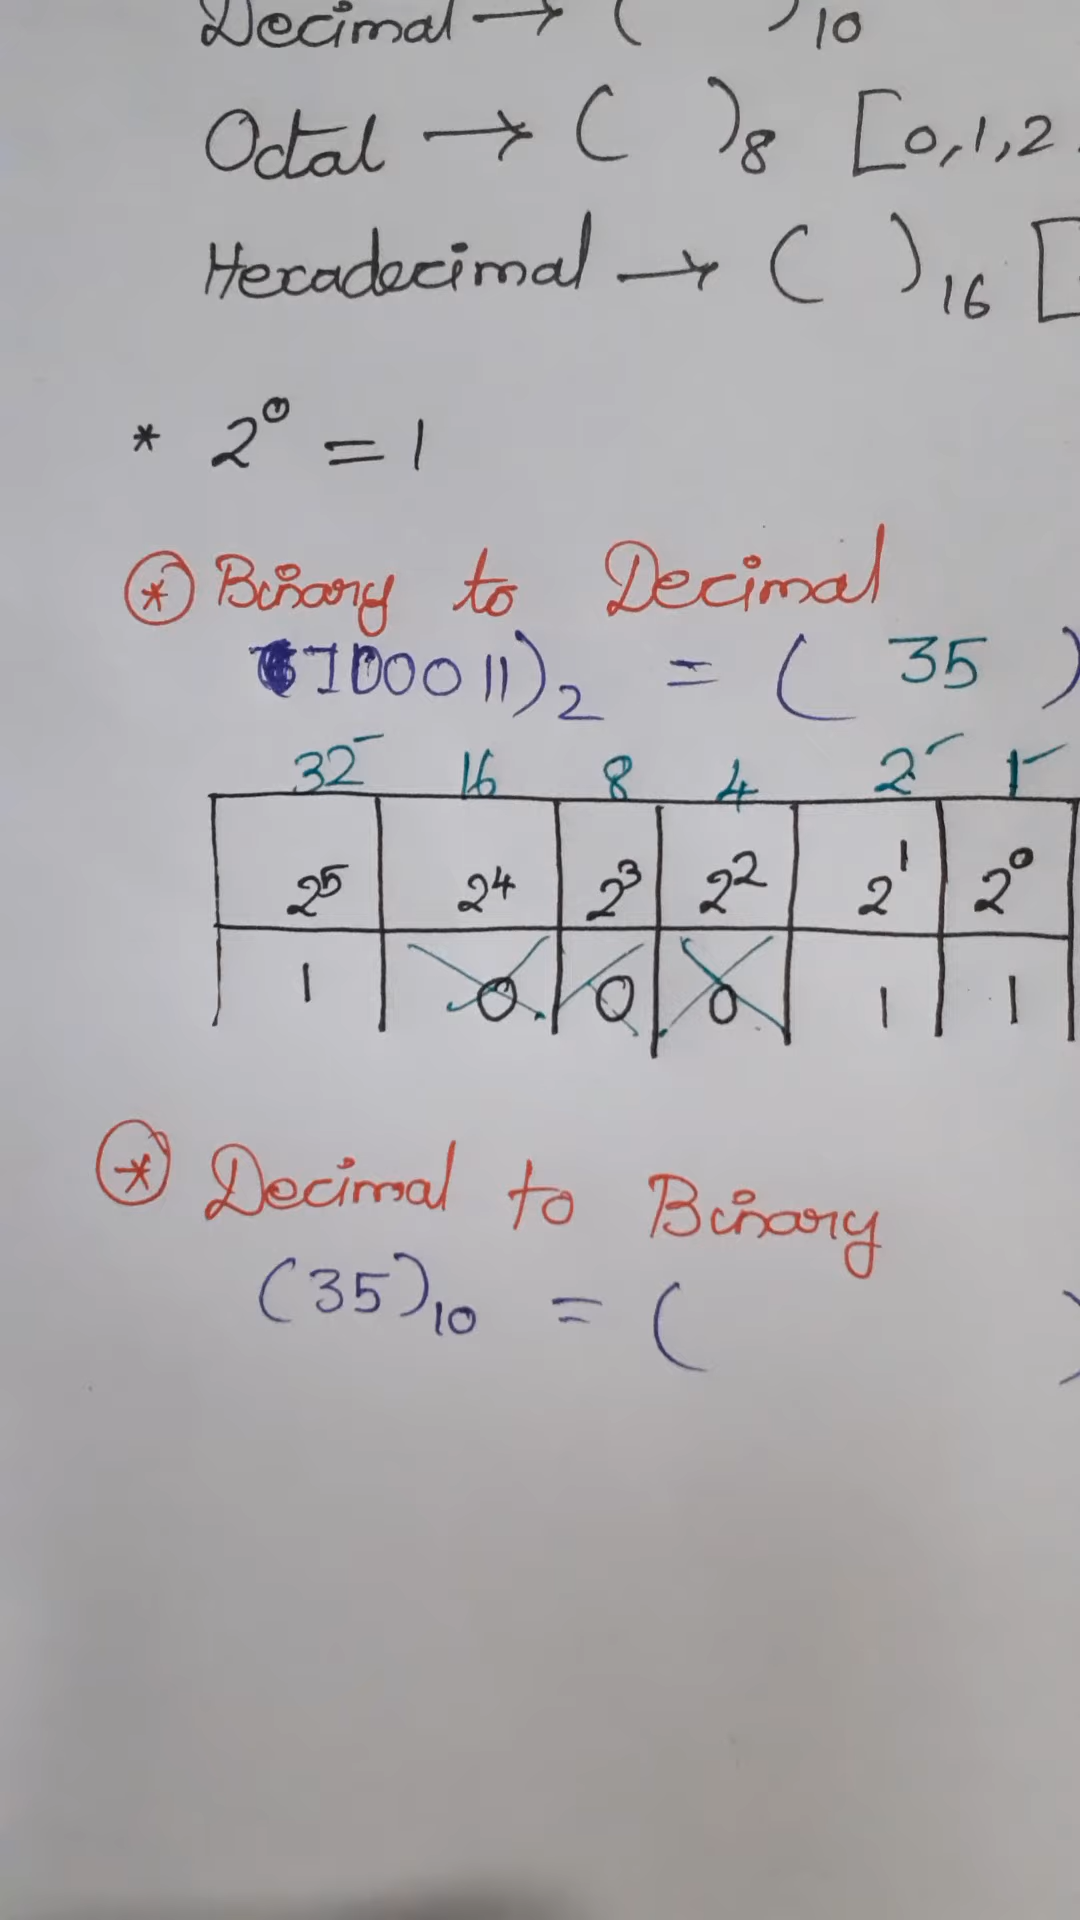 Decimal → ( )10
Octal → ( )8 [0,1,2
Hexadecimal → ( )16 [
* 2⁰ = 1
* Binary to Decimal
(100011)2 = ( 35 )
32 16 8 4 2 1
2⁵ 2⁴ 2³ 2² 2¹ 2⁰
1 0 0 0 1 1
* Decimal to Binary
(35)10 = ( )